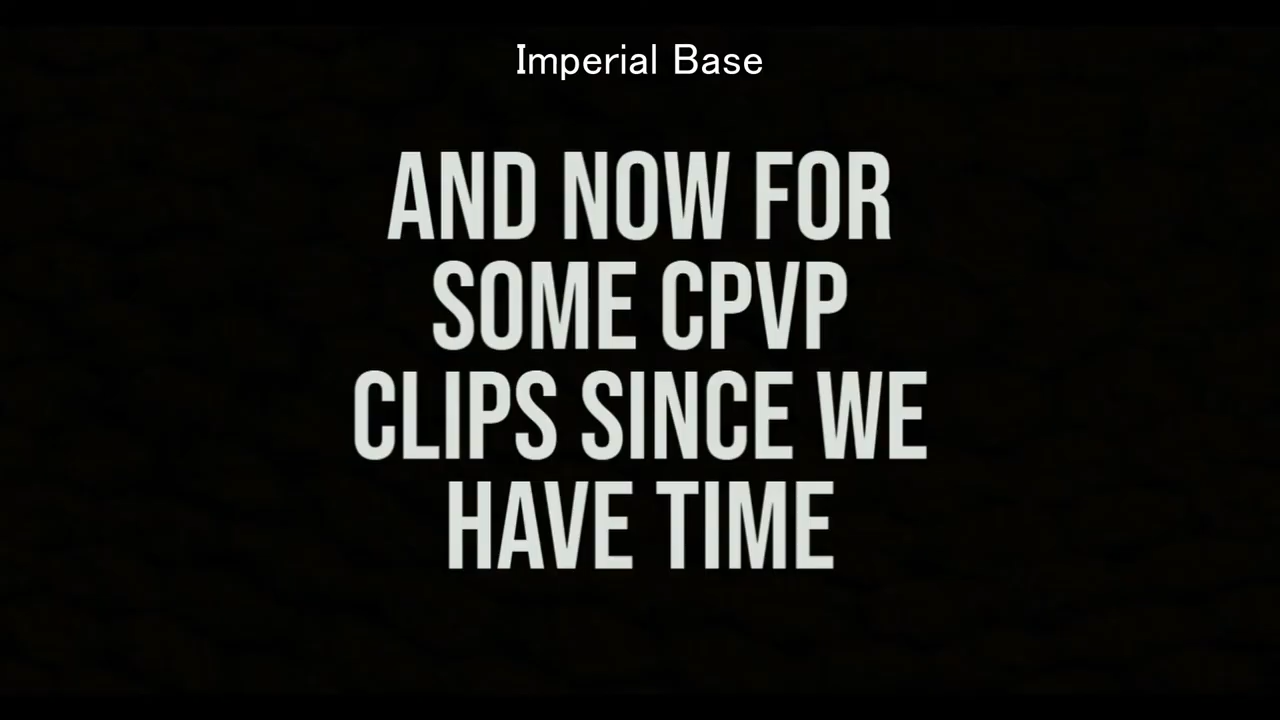 Imperial Base
AND NOW FOR
SOME CPVP
CLIPS SINCE WE
HAVE TIME